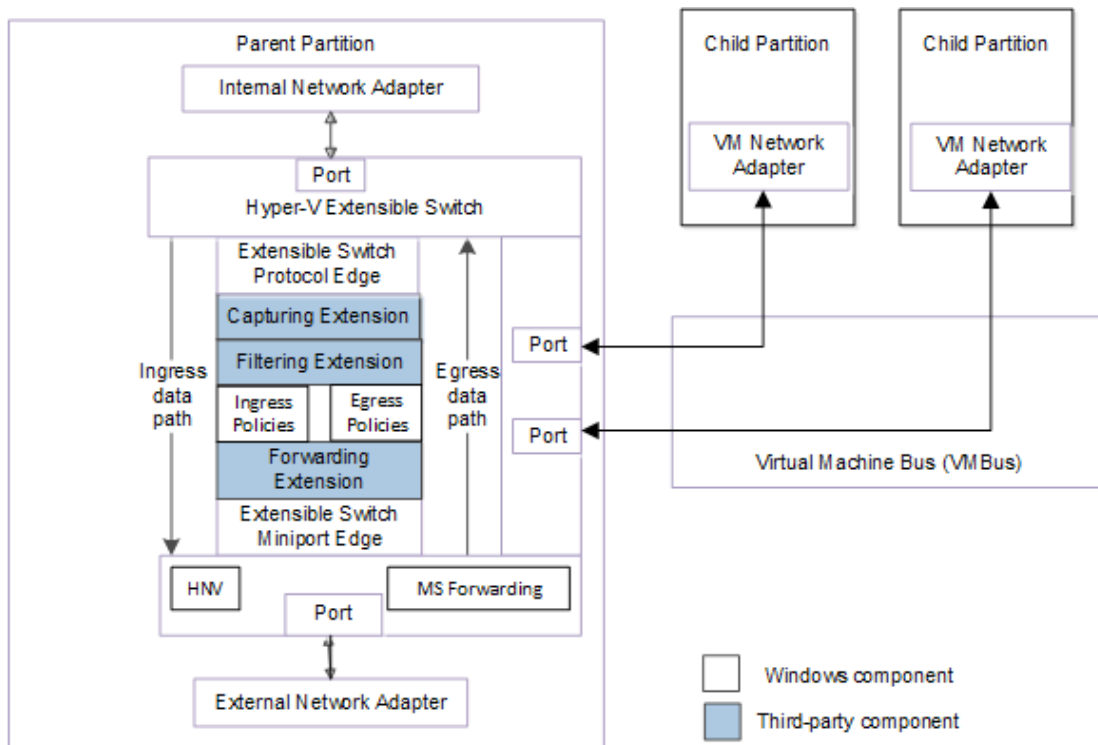 Parent Partition
Internal Network Adapter
Port
Hyper-V Extensible Switch
Extensible Switch
Protocol Edge
Capturing Extension
Filtering Extension
Ingress
Policies
Egress
Policies
Forwarding
Extension
Extensible Switch
Miniport Edge
Ingress
data
path
Egress
data
path
Port
Port
HNV
MS Forwarding
Port
External Network Adapter
Child Partition
VM Network
Adapter
Child Partition
VM Network
Adapter
Virtual Machine Bus (VMBus)
Windows component
Third-party component